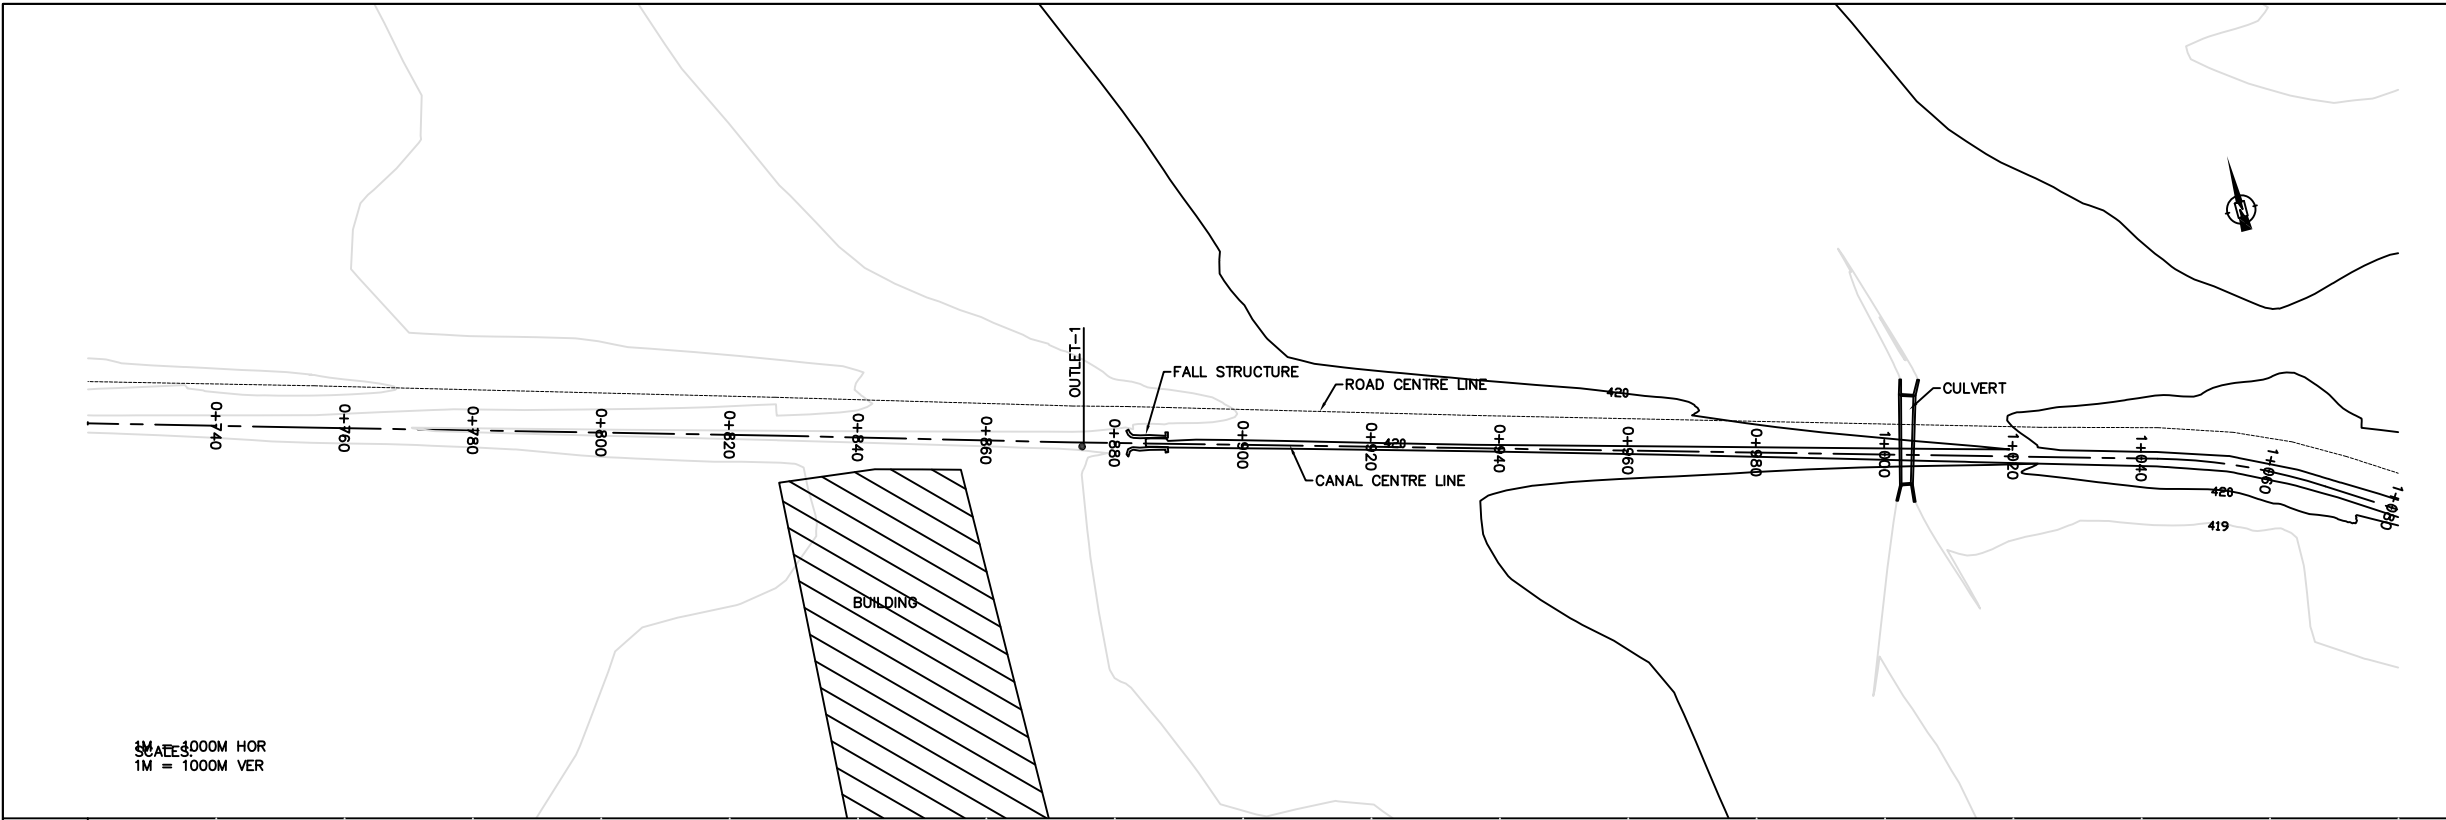 OUTLET-1
FALL STRUCTURE
ROAD CENTRE LINE
420
CULVERT
0+740
0+760
0+780
0+800
0+820
0+840
0+860
0+880
0+900
0+920
0+940
0+960
0+980
1+000
1+020
1+040
1+060
1+080
420
CANAL CENTRE LINE
420
419
BUILDING
SCALES:
1M = 1000M HOR
1M = 1000M VER